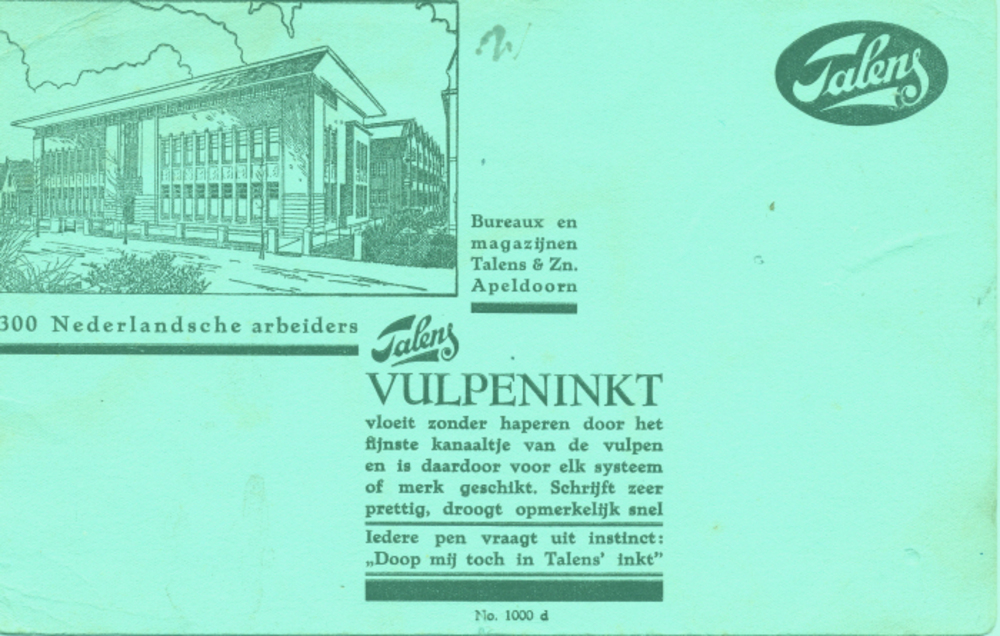 Talens
Bureaux en
magazijnen
Talens & Zn.
Apeldoorn
300 Nederlandsche arbeiders
Talens
VULPENINKT
vloeit zonder haperen door het
fijnste kanaaltje van de vulpen
en is daardoor voor elk systeem
of merk geschikt. Schrijft zeer
prettig, droogt opmerkelijk snel
Iedere pen vraagt uit instinct:
„Doop mij toch in Talens' inkt”
No. 1000 d